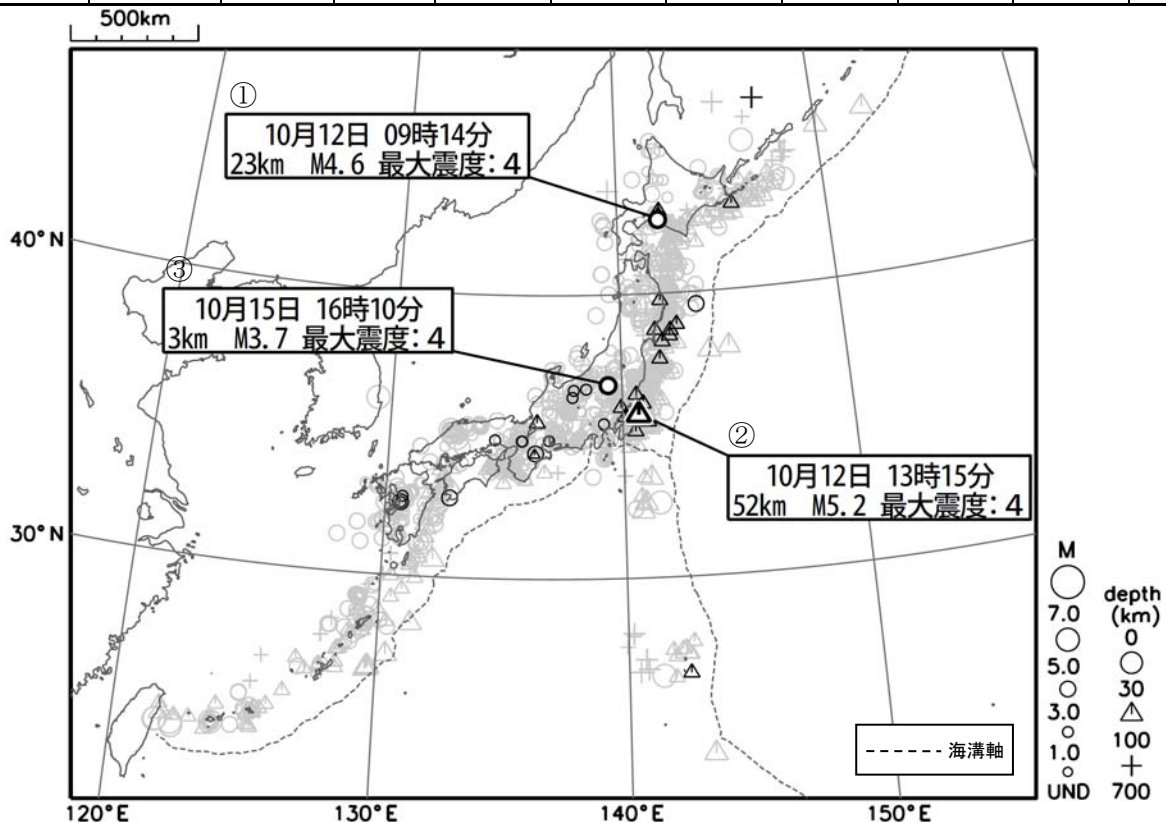 500km
①
10月12日 09時14分
23km M4.6 最大震度:4
40°N
③
10月15日 16時10分
3km M3.7 最大震度:4
②
10月12日 13時15分
52km M5.2 最大震度:4
30°N
M
7.0
5.0
3.0
1.0
UND
depth
(km)
0
30
100
700
海溝軸
120°E
130°E
140°E
150°E